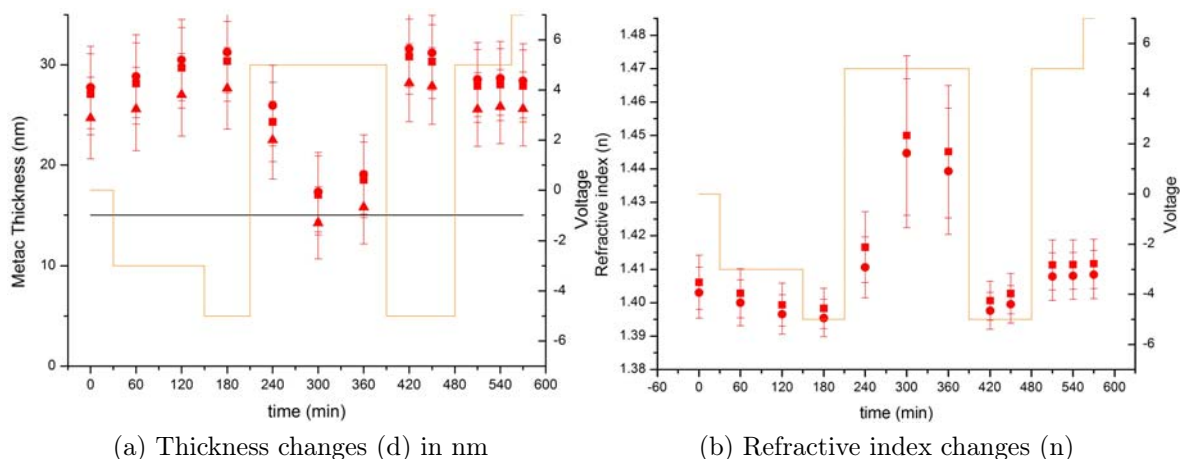 Metac Thickness (nm)
30
20
10
0
0 60 120 180 240 300 360 420 480 540 600
time (min)
6
4
2
0
-2
-4
-6
Voltage
(a) Thickness changes (d) in nm
Refractive index (n)
1.48
1.47
1.46
1.45
1.44
1.43
1.42
1.41
1.40
1.39
1.38
-60 0 60 120 180 240 300 360 420 480 540 600
time (min)
6
4
2
0
-2
-4
-6
Voltage
(b) Refractive index changes (n)